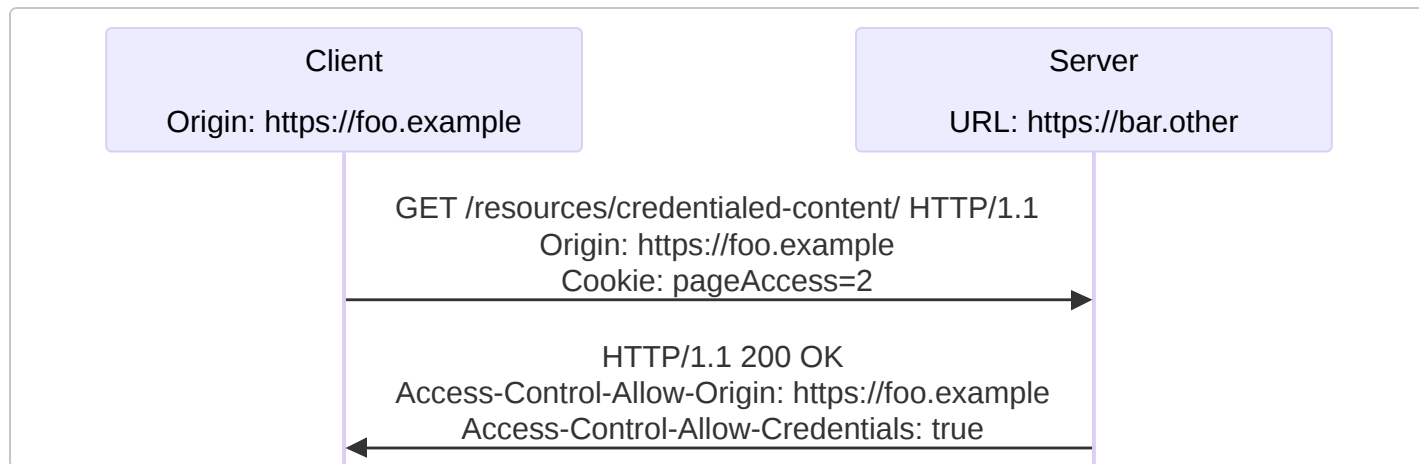 Client
Origin: https://foo.example
Server
URL: https://bar.other
GET /resources/credentialed-content/ HTTP/1.1
Origin: https://foo.example
Cookie: pageAccess=2
HTTP/1.1 200 OK
Access-Control-Allow-Origin: https://foo.example
Access-Control-Allow-Credentials: true